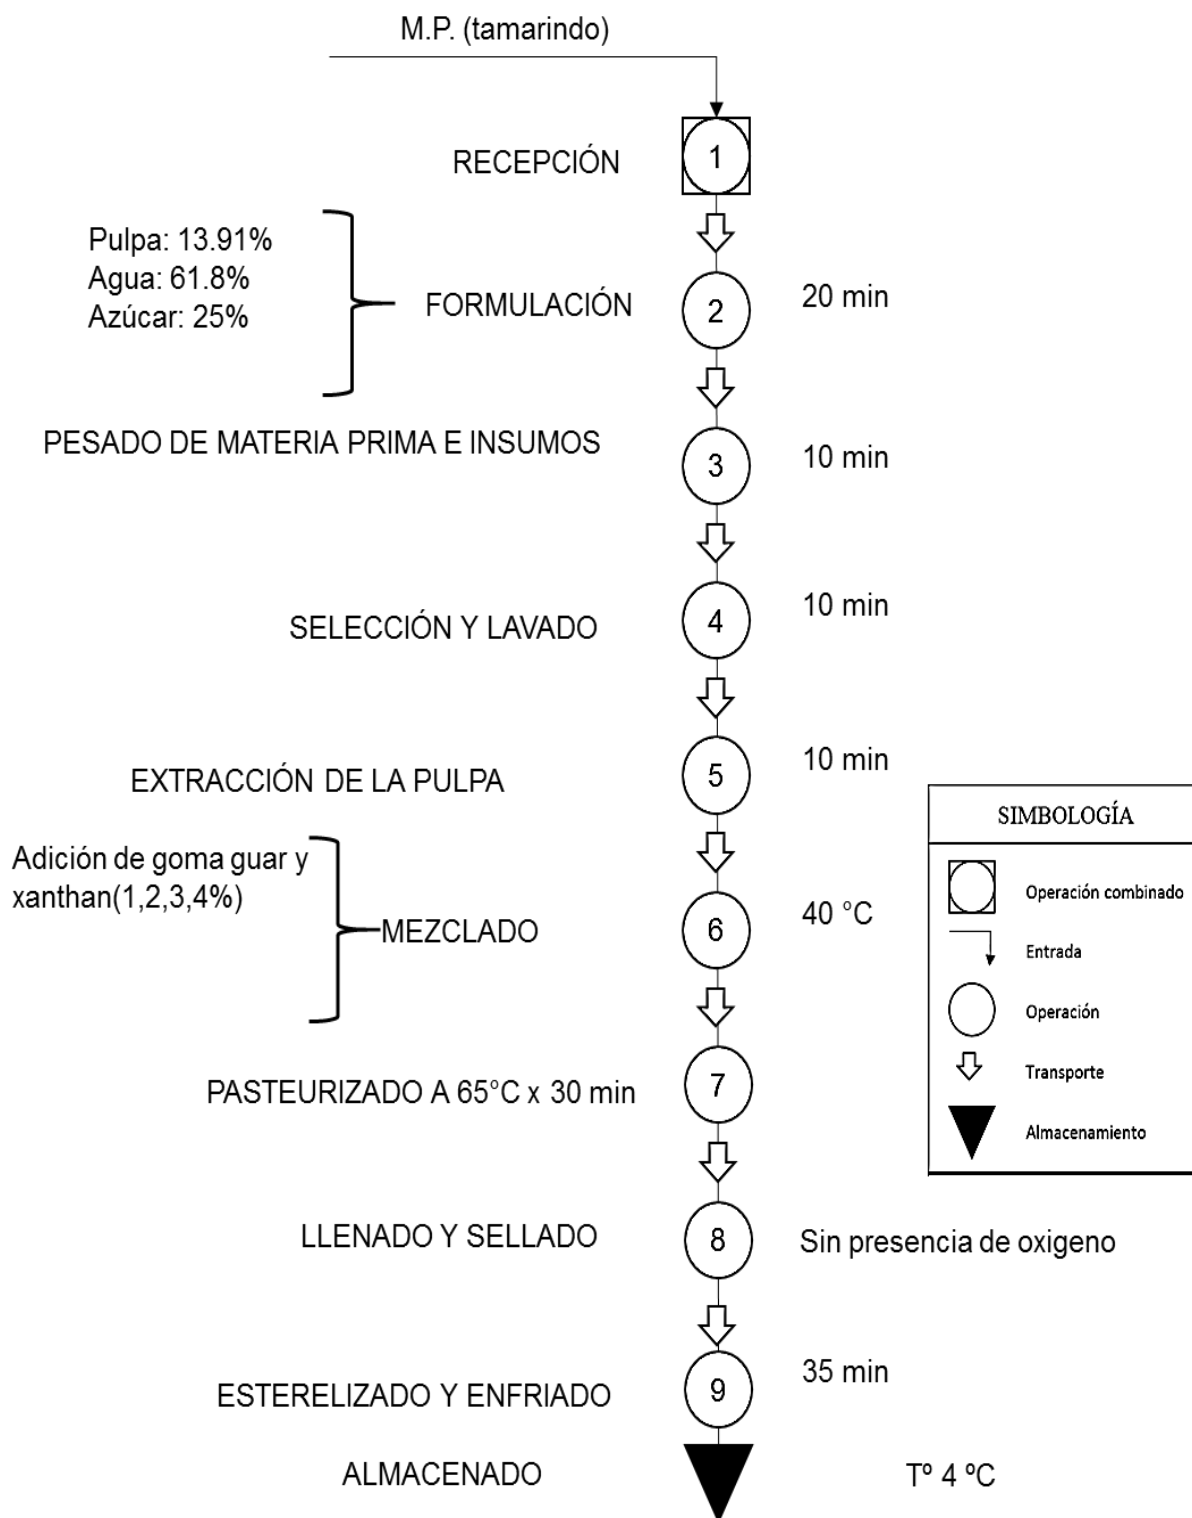 M.P. (tamarindo)
1
RECEPCIÓN
Pulpa: 13.91%
Agua: 61.8%
Azúcar: 25%
FORMULACIÓN
2
20 min
PESADO DE MATERIA PRIMA E INSUMOS
3
10 min
SELECCIÓN Y LAVADO
4
10 min
EXTRACCIÓN DE LA PULPA
5
10 min
Adición de goma guar y
xanthan(1,2,3,4%)
MEZCLADO
6
40 °C
PASTEURIZADO A 65°C x 30 min
7
LLENADO Y SELLADO
8
Sin presencia de oxigeno
ESTERELIZADO Y ENFRIADO
9
35 min
ALMACENADO
Tº 4 ºC
SIMBOLOGÍA
Operación combinado
Entrada
Operación
Transporte
Almacenamiento